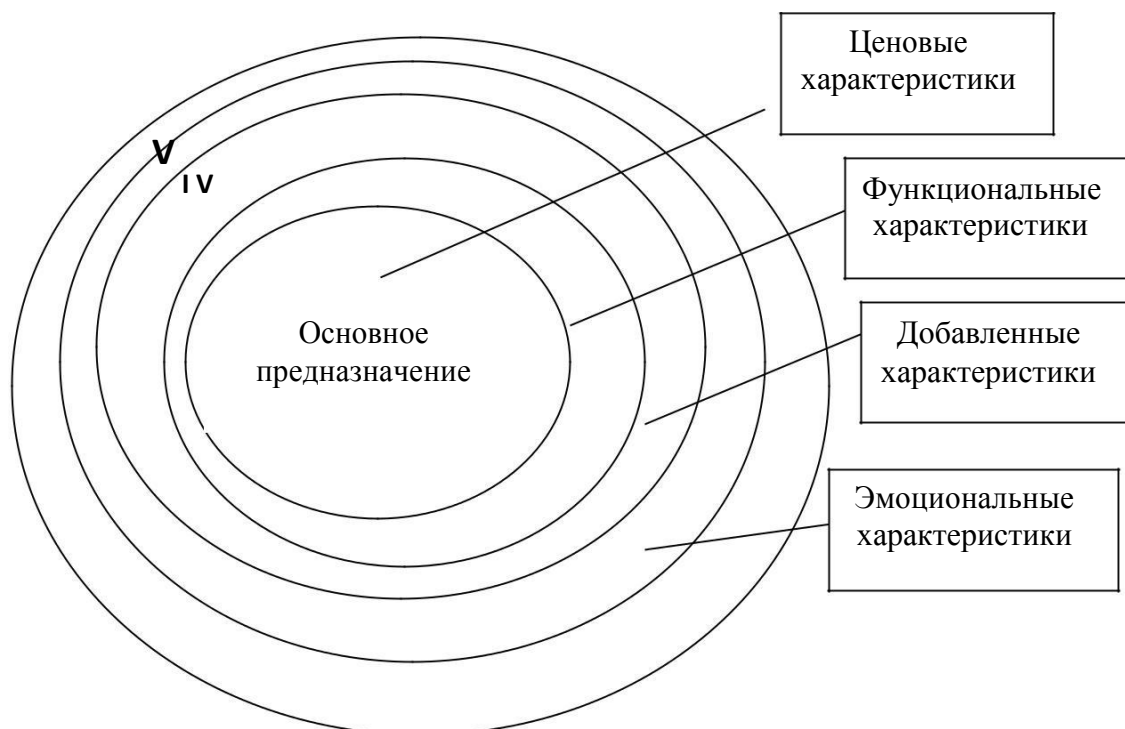 Ценовые
характеристики
V
IV
Функциональные
характеристики
Основное
предназначение
Добавленные
характеристики
Эмоциональные
характеристики